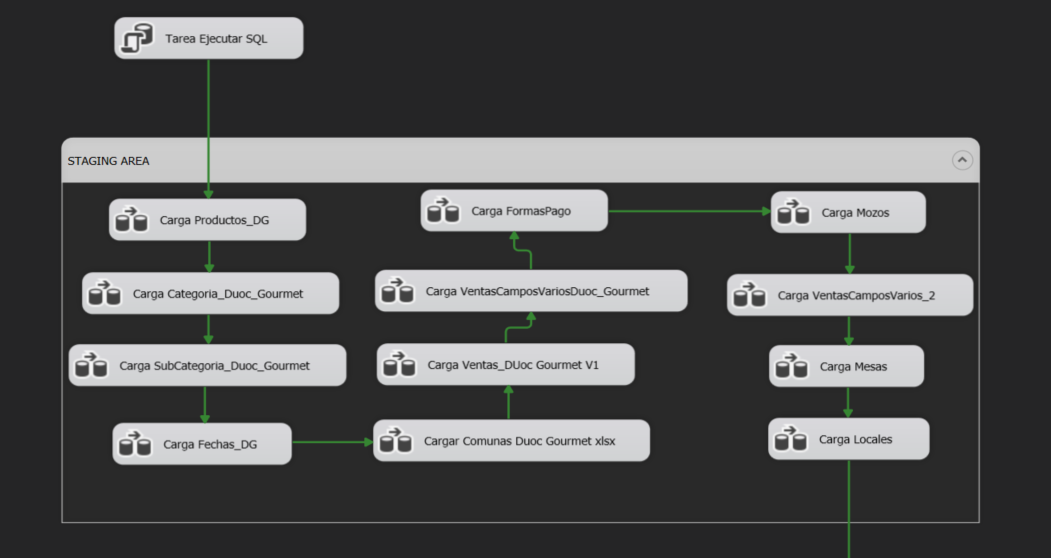 Tarea Ejecutar SQL
STAGING AREA
Carga Productos_DG
Carga Categoria_Duoc_Gourmet
Carga SubCategoria_Duoc_Gourmet
Carga Fechas_DG
Cargar Comunas Duoc Gourmet xlsx
Carga Ventas_DUoc Gourmet V1
Carga VentasCamposVariosDuoc_Gourmet
Carga FormasPago
Carga Mozos
Carga VentasCamposVarios_2
Carga Mesas
Carga Locales